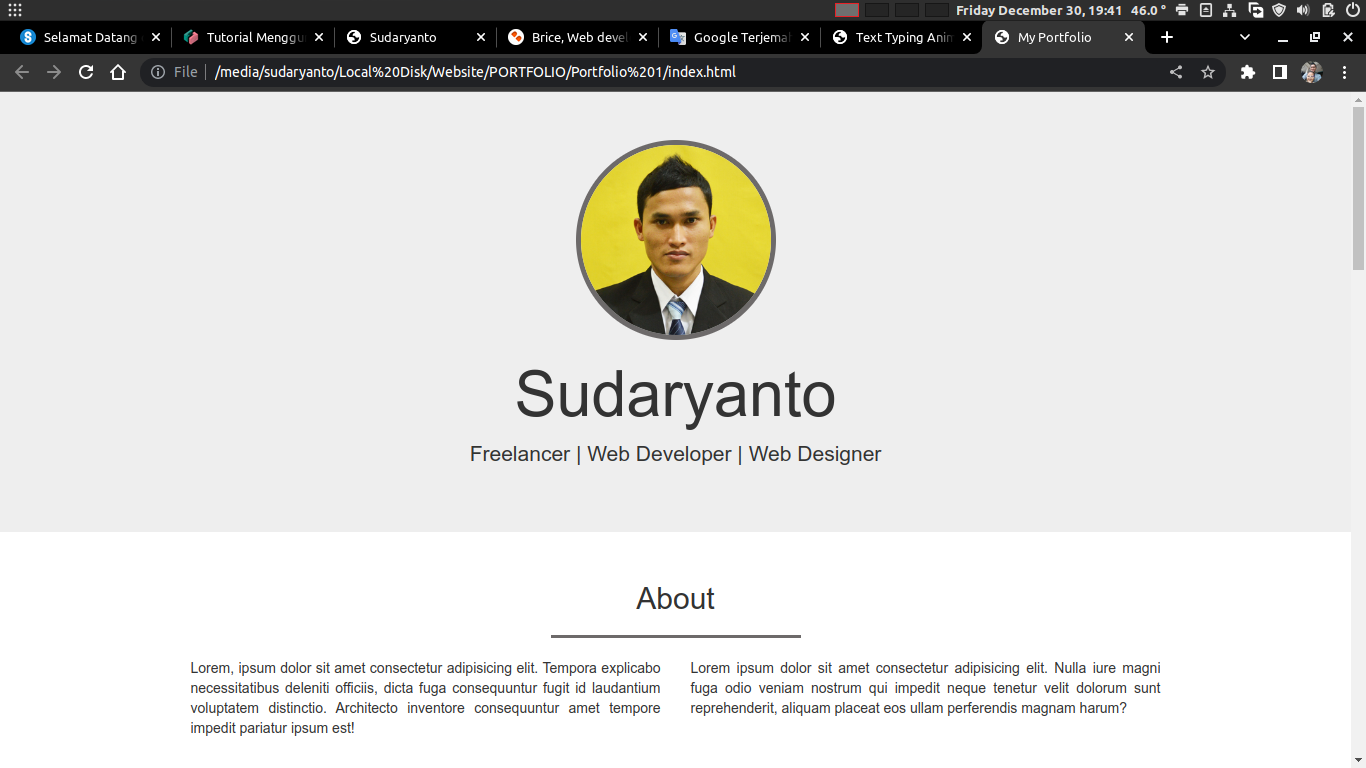 Friday December 30, 19:41 46.0 °
Selamat Datang
Tutorial Menggu
Sudaryanto
Brice, Web devel
Google Terjemah
Text Typing Anim
My Portfolio
File
/media/sudaryanto/Local%20Disk/Website/PORTFOLIO/Portfolio%201/index.html
Sudaryanto
Freelancer | Web Developer | Web Designer
About
Lorem, ipsum dolor sit amet consectetur adipisicing elit. Tempora explicabo
necessitatibus deleniti officiis, dicta fuga consequuntur fugit id laudantium
voluptatem distinctio. Architecto inventore consequuntur amet tempore
impedit pariatur ipsum est!
Lorem ipsum dolor sit amet consectetur adipisicing elit. Nulla iure magni
fuga odio veniam nostrum qui impedit neque tenetur velit dolorum sunt
reprehenderit, aliquam placeat eos ullam perferendis magnam harum?